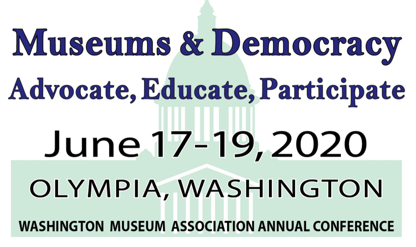 Museums & Democracy
Advocate, Educate, Participate
June 17-19, 2020
OLYMPIA, WASHINGTON
WASHINGTON MUSEUM ASSOCIATION ANNUAL CONFERENCE